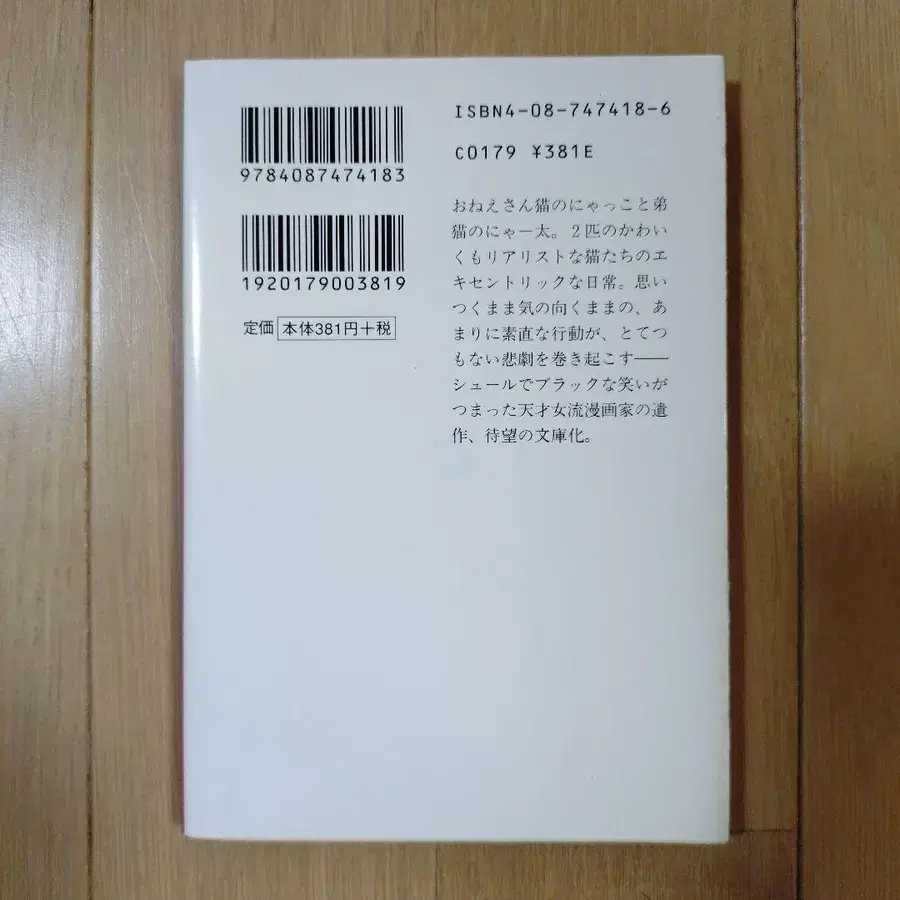 9784087474183
1920179003819
定価 本体381円+税
ISBN4-08-747418-6
C0179 ¥381E
おねえさん猫のにゃっこと弟
猫のにゃー太。2匹のかわい
くもリアリストな猫たちのエ
キセントリックな日常。思い
つくまま気の向くままの、あ
まりに素直な行動が、とてつ
もない悲劇を巻き起こす——
シュールでブラックな笑いが
つまった天才女流漫画家の遺
作、待望の文庫化。